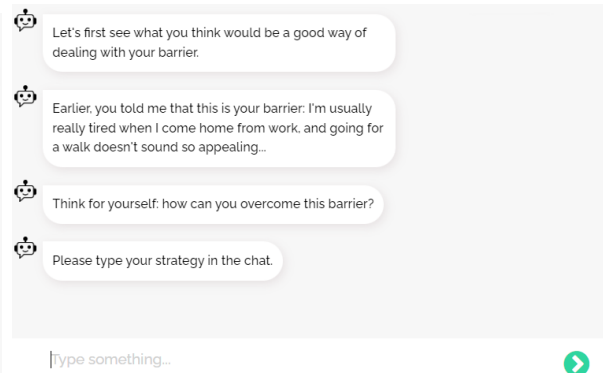 Let's first see what you think would be a good way of
dealing with your barrier.
Earlier, you told me that this is your barrier: I'm usually
really tired when I come home from work, and going for
a walk doesn't sound so appealing...
Think for yourself: how can you overcome this barrier?
Please type your strategy in the chat.
Type something...